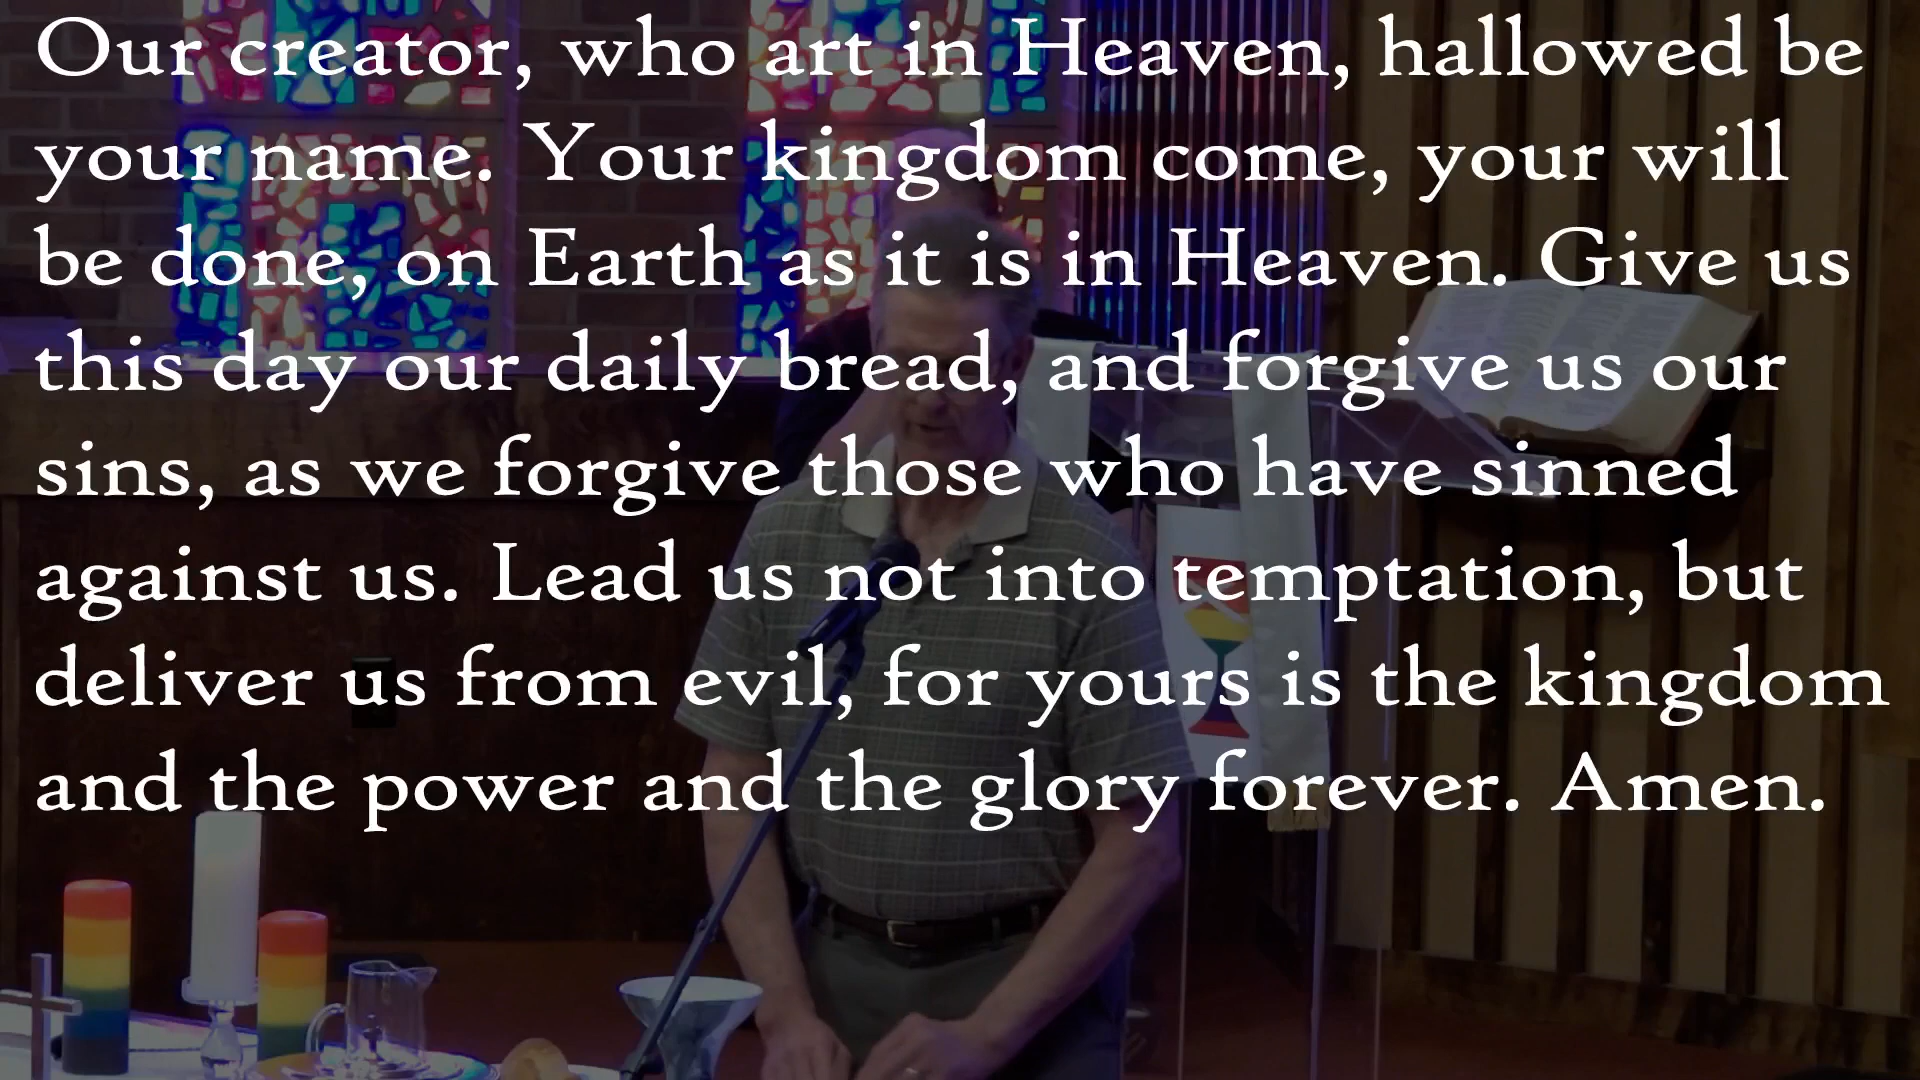 Our creator, who art in Heaven, hallowed be
your name. Your kingdom come, your will
be done, on Earth as it is in Heaven. Give us
this day our daily bread, and forgive us our
sins, as we forgive those who have sinned
against us. Lead us not into temptation, but
deliver us from evil, for yours is the kingdom
and the power and the glory forever. Amen.